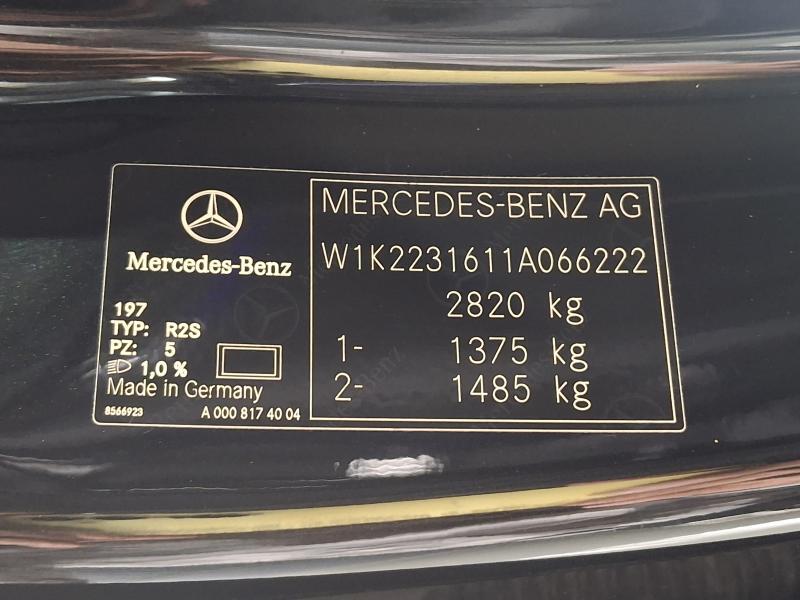 Mercedes-Benz
197
TYP: R2S
PZ: 5
1,0 %
Made in Germany
8566923
A 000 817 40 04
MERCEDES-BENZ AG
W1K2231611A066222
2820 kg
1- 1375 kg
2- 1485 kg